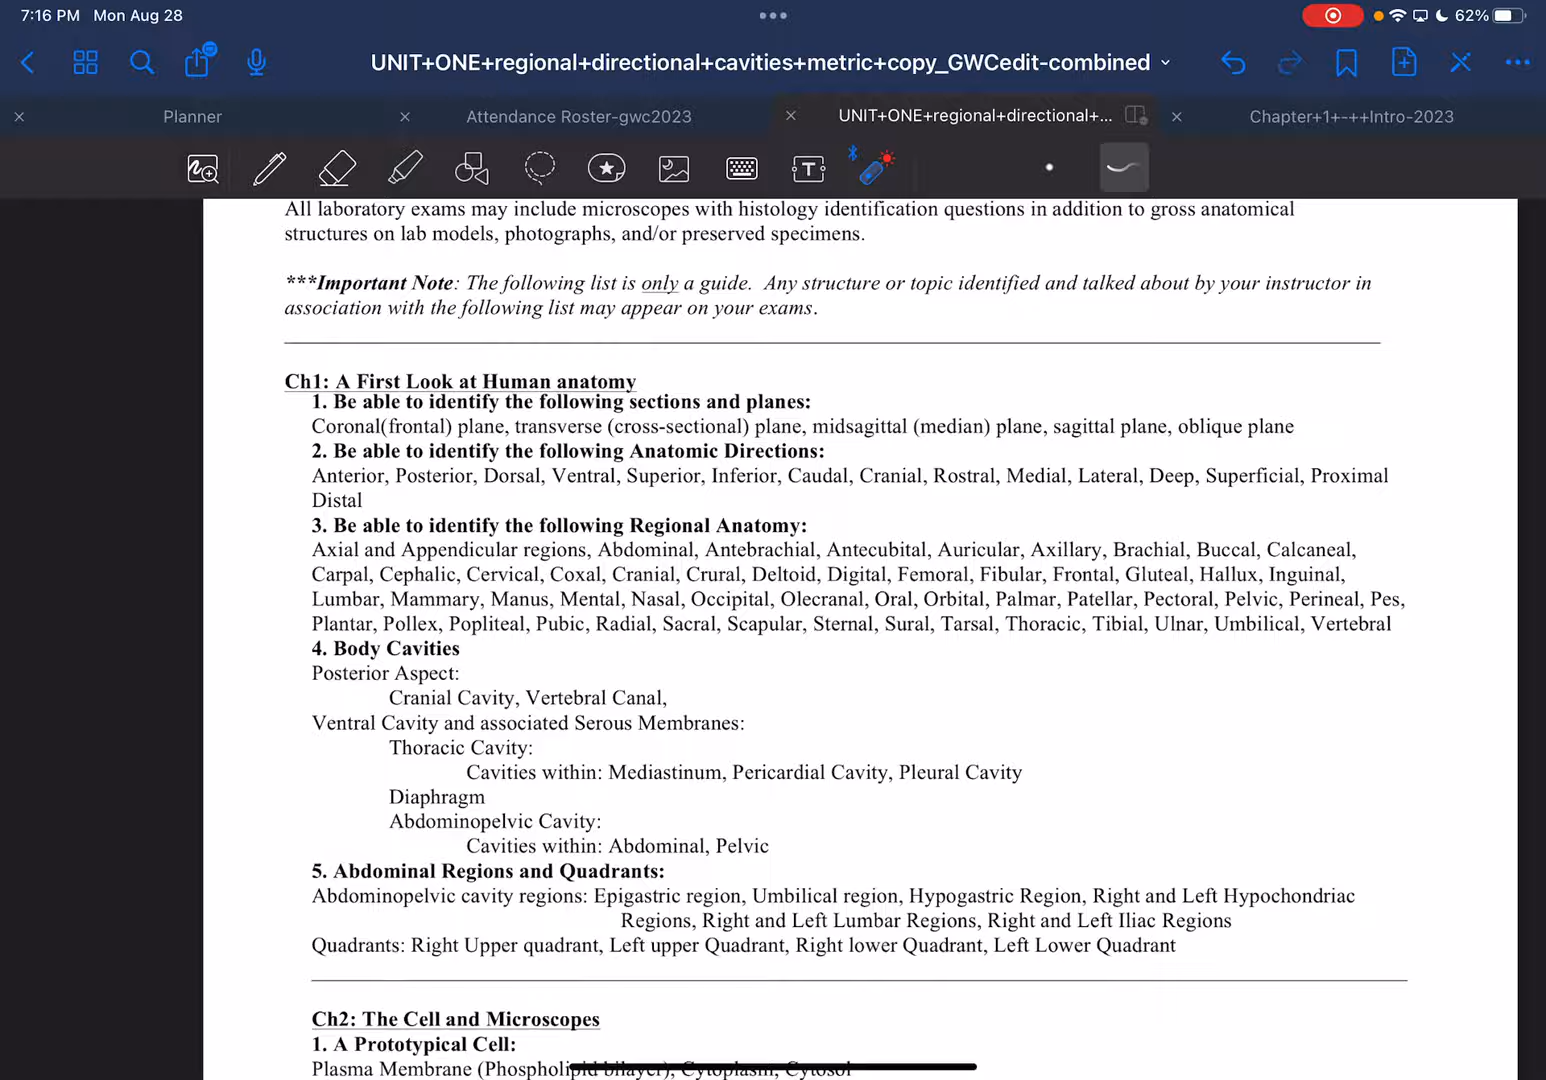 7:16 PM Mon Aug 28
62%
UNIT+ONE+regional+directional+cavities+metric+copy_GWCedit-combined
Planner
Attendance Roster-gwc2023
UNIT+ONE+regional+directional+...
Chapter+1+-++Intro-2023
All laboratory exams may include microscopes with histology identification questions in addition to gross anatomical
structures on lab models, photographs, and/or preserved specimens.
***Important Note: The following list is only a guide. Any structure or topic identified and talked about by your instructor in
association with the following list may appear on your exams.
Ch1: A First Look at Human anatomy
1. Be able to identify the following sections and planes:
Coronal(frontal) plane, transverse (cross-sectional) plane, midsagittal (median) plane, sagittal plane, oblique plane
2. Be able to identify the following Anatomic Directions:
Anterior, Posterior, Dorsal, Ventral, Superior, Inferior, Caudal, Cranial, Rostral, Medial, Lateral, Deep, Superficial, Proximal
Distal
3. Be able to identify the following Regional Anatomy:
Axial and Appendicular regions, Abdominal, Antebrachial, Antecubital, Auricular, Axillary, Brachial, Buccal, Calcaneal,
Carpal, Cephalic, Cervical, Coxal, Cranial, Crural, Deltoid, Digital, Femoral, Fibular, Frontal, Gluteal, Hallux, Inguinal,
Lumbar, Mammary, Manus, Mental, Nasal, Occipital, Olecranal, Oral, Orbital, Palmar, Patellar, Pectoral, Pelvic, Perineal, Pes,
Plantar, Pollex, Popliteal, Pubic, Radial, Sacral, Scapular, Sternal, Sural, Tarsal, Thoracic, Tibial, Ulnar, Umbilical, Vertebral
4. Body Cavities
Posterior Aspect:
Cranial Cavity, Vertebral Canal,
Ventral Cavity and associated Serous Membranes:
Thoracic Cavity:
Cavities within: Mediastinum, Pericardial Cavity, Pleural Cavity
Diaphragm
Abdominopelvic Cavity:
Cavities within: Abdominal, Pelvic
5. Abdominal Regions and Quadrants:
Abdominopelvic cavity regions: Epigastric region, Umbilical region, Hypogastric Region, Right and Left Hypochondriac
Regions, Right and Left Lumbar Regions, Right and Left Iliac Regions
Quadrants: Right Upper quadrant, Left upper Quadrant, Right lower Quadrant, Left Lower Quadrant
Ch2: The Cell and Microscopes
1. A Prototypical Cell:
Plasma Membrane (Phospholipid bilayer), Cytoplasm, Cytosol